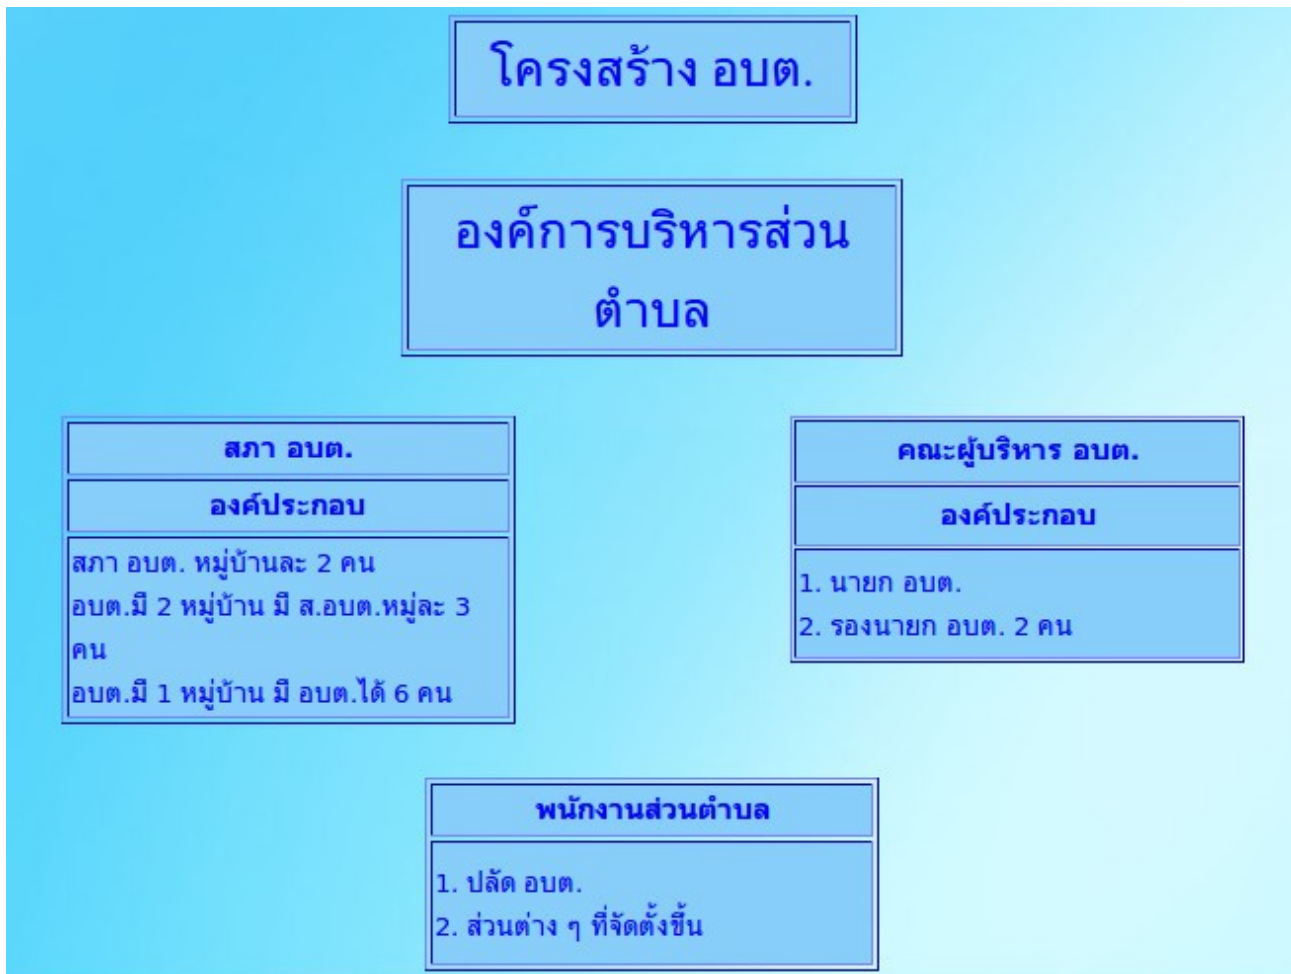 โครงสร้าง อบต.
องค์การบริหารส่วน
ตำบล
สภา อบต.
องค์ประกอบ
สภา อบต. หมู่บ้านละ 2 คน
อบต.มี 2 หมู่บ้าน มี ส.อบต.หมู่ละ 3
คน
อบต.มี 1 หมู่บ้าน มี อบต.ได้ 6 คน
คณะผู้บริหาร อบต.
องค์ประกอบ
1. นายก อบต.
2. รองนายก อบต. 2 คน
พนักงานส่วนตำบล
1. ปลัด อบต.
2. ส่วนต่าง ๆ ที่จัดตั้งขึ้น